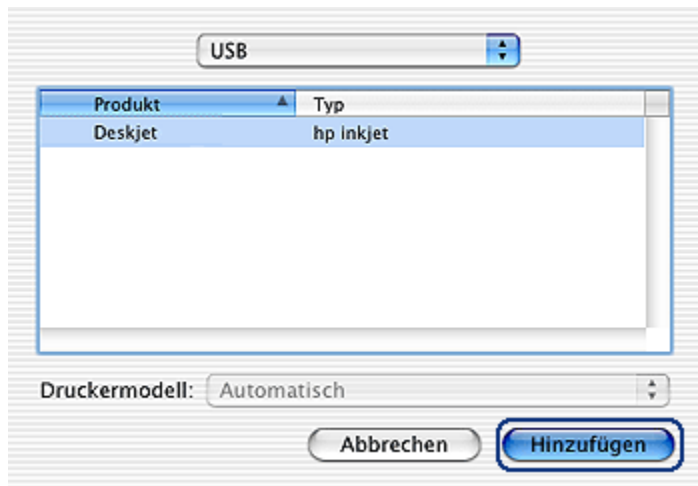 USB
Produkt Typ
Deskjet hp inkjet
Druckermodell: Automatisch
Abbrechen Hinzufügen